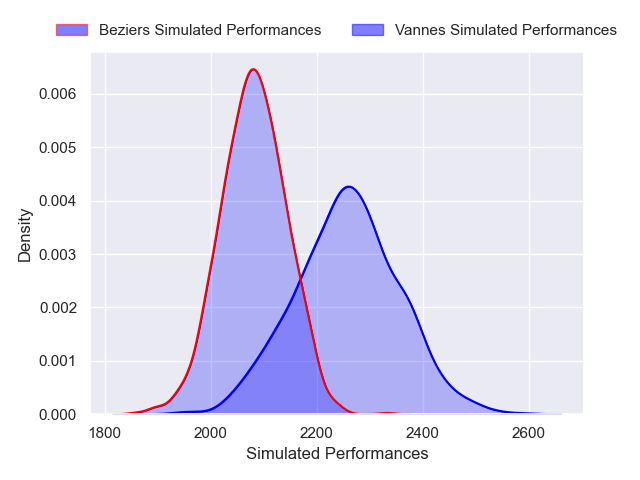 Beziers Simulated Performances
Vannes Simulated Performances
0.006
0.005
0.004
0.003
0.002
0.001
0.000
Density
1800 2000 2200 2400 2600
Simulated Performances